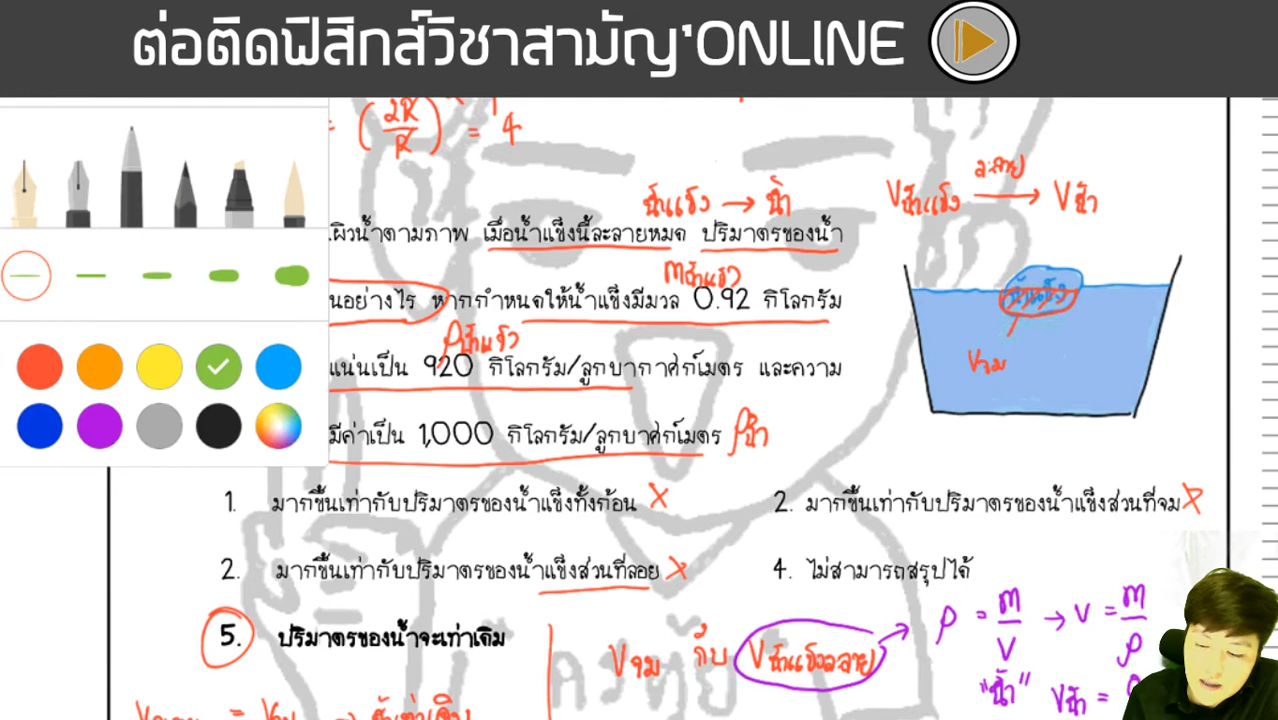 ต่อติดฟิสิกส์วิชาสามัญ'ONLINE
= (2R/R) = 4
ละลาย
น้ำแข็ง → น้ำ
Vน้ำแข็ง → Vน้ำ
ผิวน้ำตามภาพ เมื่อน้ำแข็งนี้ละลายหมด ปริมาตรของน้ำ
mน้ำแข็ง
นอย่างไร หากกำหนดให้น้ำแข็งมีมวล 0.92 กิโลกรัม
น้ำแข็ง
ρน้ำแข็ง
Vจม
แน่นเป็น 920 กิโลกรัม/ลูกบากาศ์กเมตร และความ
มีค่าเป็น 1,000 กิโลกรัม/ลูกบาศก์เมตร ρน้ำ
1. มากขึ้นเท่ากับปริมาตรของน้ำแข็งทั้งก้อน ×
2. มากขึ้นเท่ากับปริมาตรของน้ำแข็งส่วนที่จม ×
2. มากขึ้นเท่ากับปริมาตรของน้ำแข็งส่วนที่ลอย ×
4. ไม่สามารถสรุปได้
5. ปริมาตรของน้ำจะเท่าเดิม
Vจม กับ Vน้ำแข็งละลาย
ρ = m/V → V = m/ρ
"น้ำ" Vน้ำ =